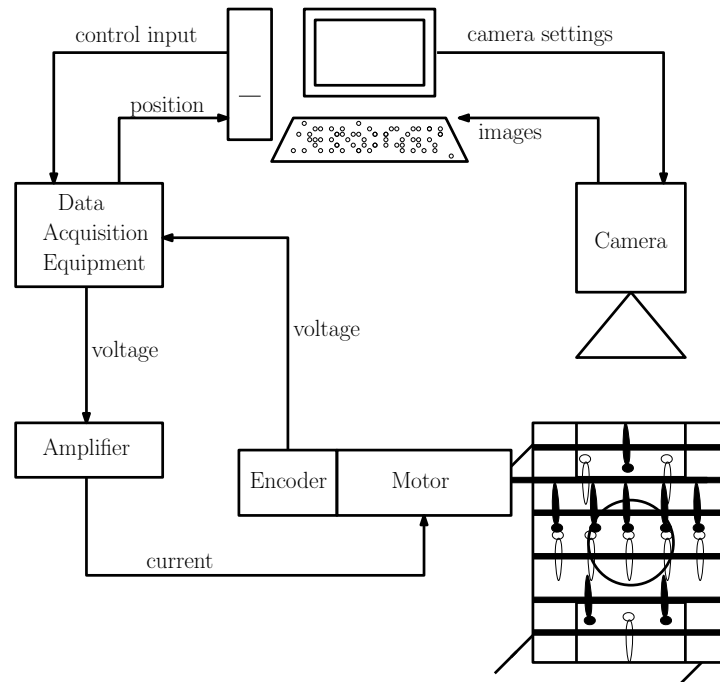 control input
camera settings
position
images
Data
Acquisition
Equipment
Camera
voltage
voltage
Amplifier
Encoder
Motor
current